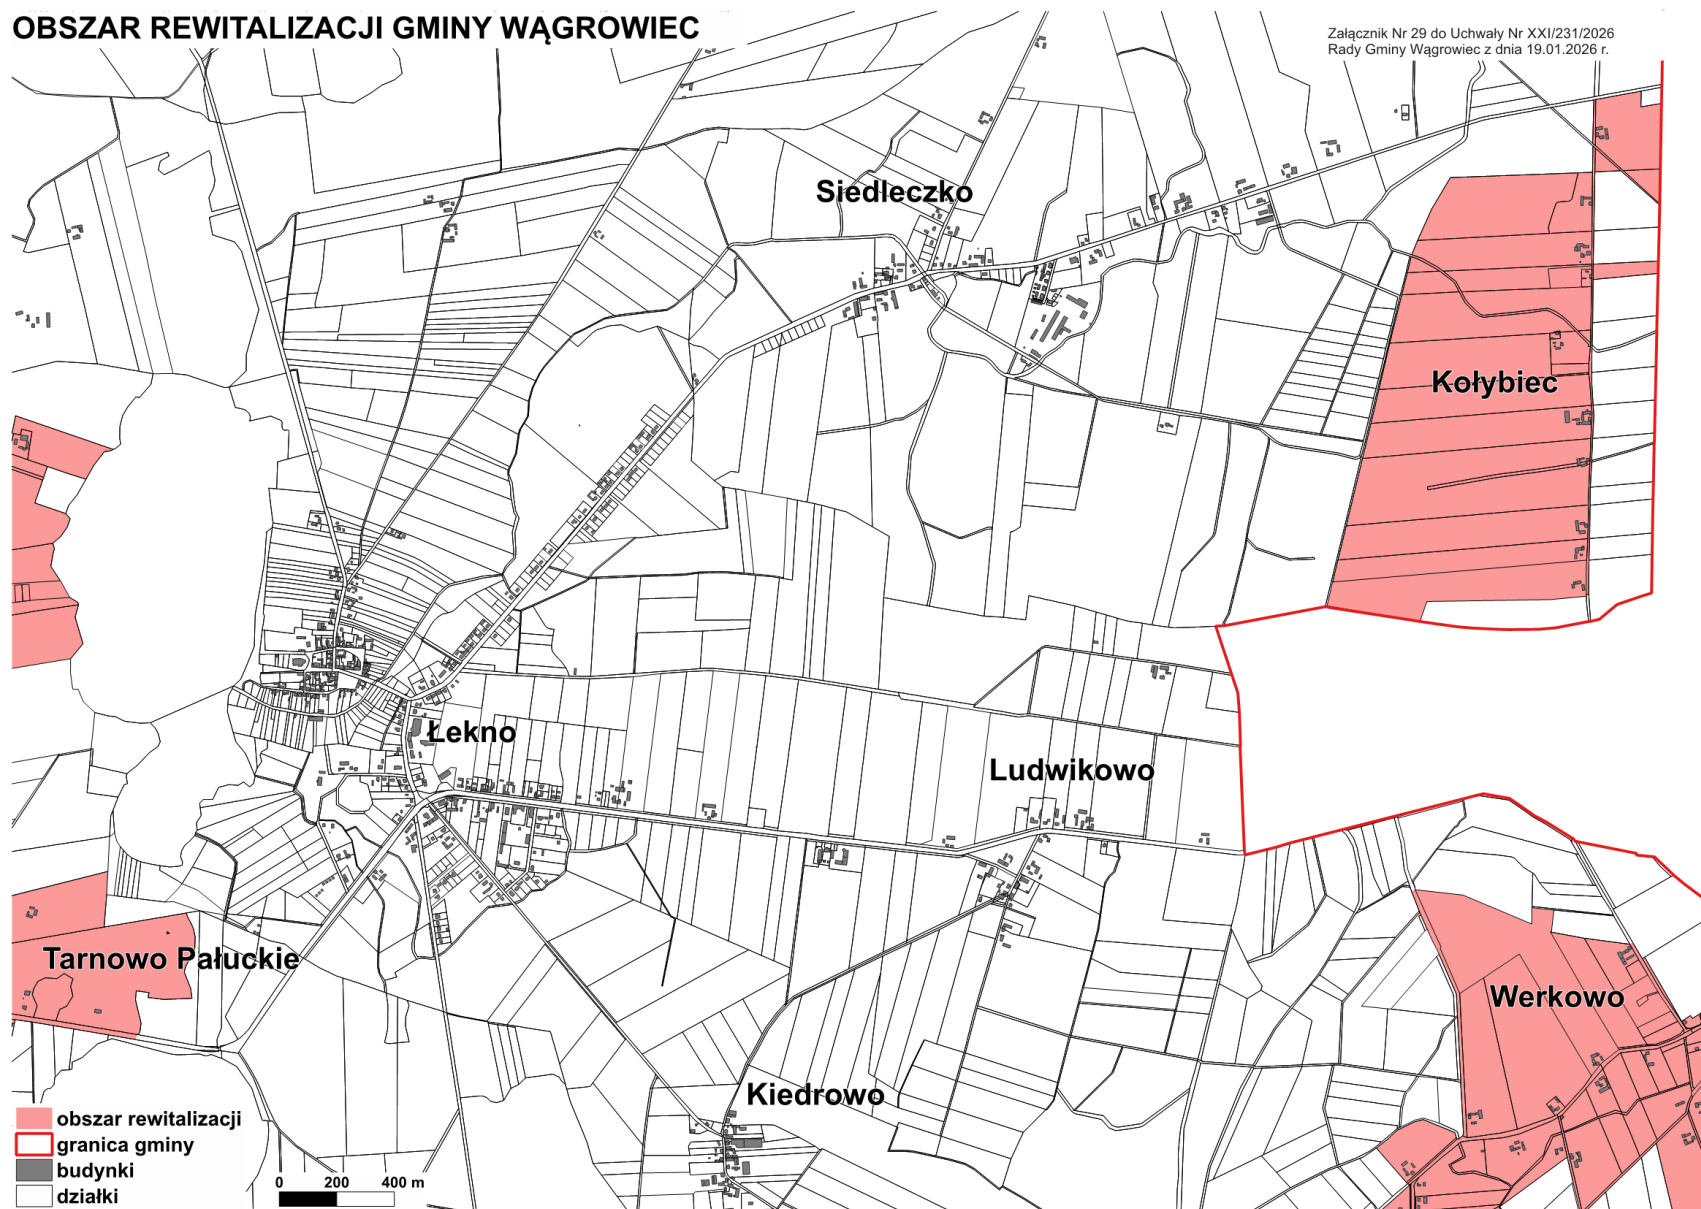 OBSZAR REWITALIZACJI GMINY WĄGROWIEC
Załącznik Nr 29 do Uchwały Nr XXI/231/2026
Rady Gminy Wągrowiec z dnia 19.01.2026 r.
Siedleczko
Kołybiec
Łekno
Ludwikowo
Tarnowo Pałuckie
Werkowo
Kiedrowo
obszar rewitalizacji
granica gminy
budynki
działki
0 200 400 m